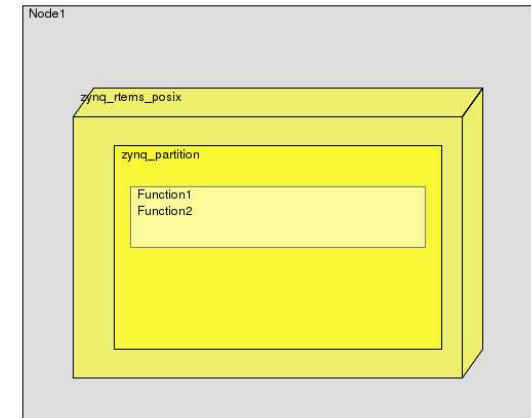 Node1
zynq_rtems_posix
zynq_partition
Function1
Function2